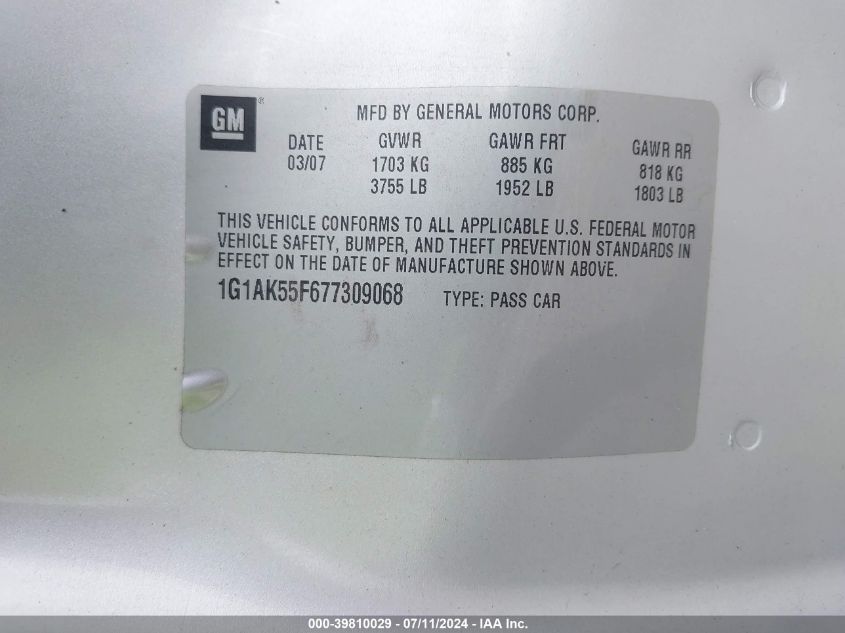 GM®
MFD BY GENERAL MOTORS CORP.
DATE GVWR GAWR FRT GAWR RR
03/07 1703 KG 885 KG 818 KG
3755 LB 1952 LB 1803 LB
THIS VEHICLE CONFORMS TO ALL APPLICABLE U.S. FEDERAL MOTOR
VEHICLE SAFETY, BUMPER, AND THEFT PREVENTION STANDARDS IN
EFFECT ON THE DATE OF MANUFACTURE SHOWN ABOVE.
1G1AK55F677309068 TYPE: PASS CAR
000-39810029 - 07/11/2024 - IAA Inc.